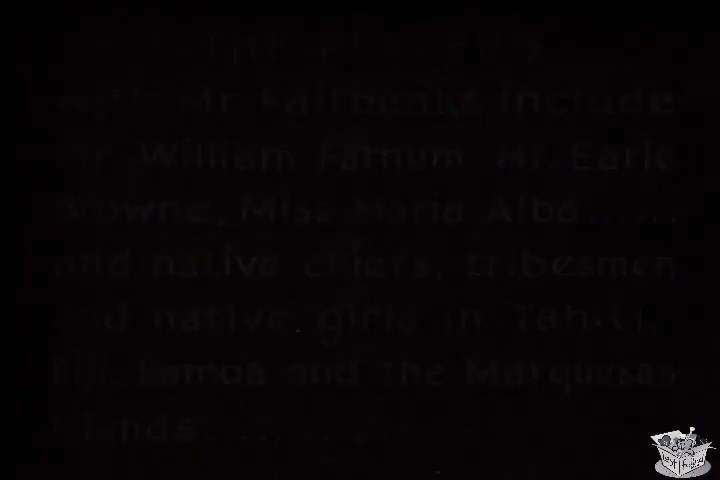 THE PLAYERS
with Mr. Fairbanks include
Mr. William Farnum, Mr. Earle
Browne, Miss Maria Alba......
and native chiefs, tribesmen
and native girls in Tahiti,
Fiji, Samoa and the Marquesas
Islands